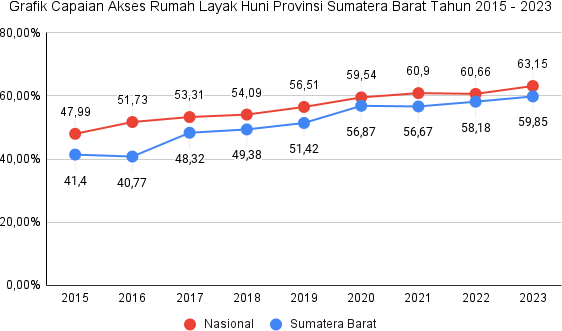 Grafik Capaian Akses Rumah Layak Huni Provinsi Sumatera Barat Tahun 2015 - 2023
80,00%
60,00%
40,00%
20,00%
0,00%
47,99 51,73 53,31 54,09 56,51 59,54 60,9 60,66 63,15
41,4 40,77 48,32 49,38 51,42 56,87 56,67 58,18 59,85
2015 2016 2017 2018 2019 2020 2021 2022 2023
Nasional Sumatera Barat